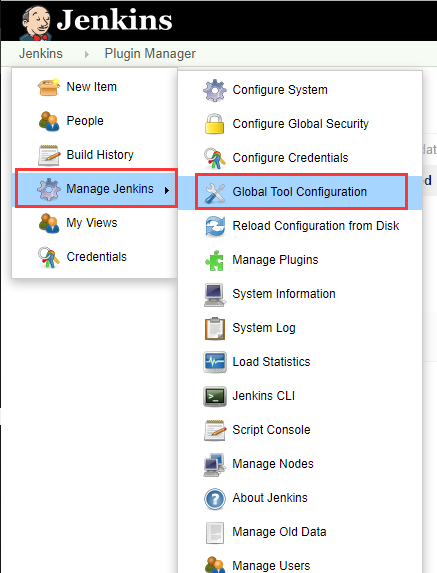 Jenkins
Jenkins
Plugin Manager
New Item
People
Build History
Manage Jenkins
My Views
Credentials
Configure System
Configure Global Security
Configure Credentials
Global Tool Configuration
Reload Configuration from Disk
Manage Plugins
System Information
System Log
Load Statistics
Jenkins CLI
Script Console
Manage Nodes
About Jenkins
Manage Old Data
Manage Users